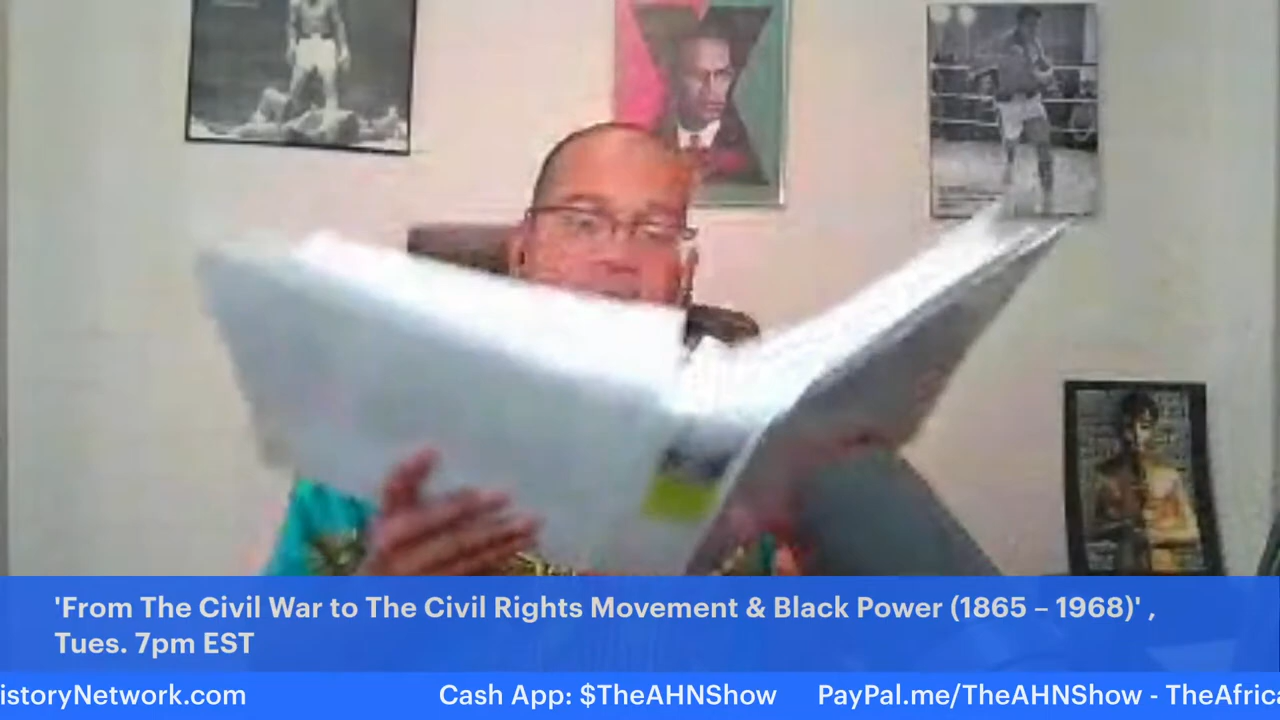 'From The Civil War to The Civil Rights Movement & Black Power (1865 – 1968)' ,
Tues. 7pm EST
istoryNetwork.com Cash App: $TheAHNShow PayPal.me/TheAHNShow - TheAfrica